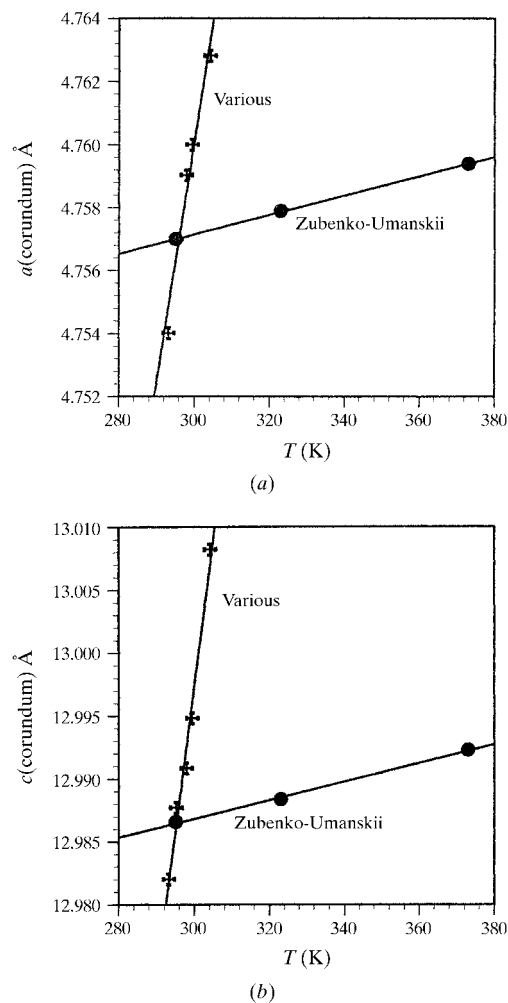 4.764
4.762
4.760
4.758
4.756
4.754
4.752
a(corundum) Å
Various
Zubenko-Umanskii
280 300 320 340 360 380
T (K)
(a)
13.010
13.005
13.000
12.995
12.990
12.985
12.980
c(corundum) Å
Various
Zubenko-Umanskii
280 300 320 340 360 380
T (K)
(b)